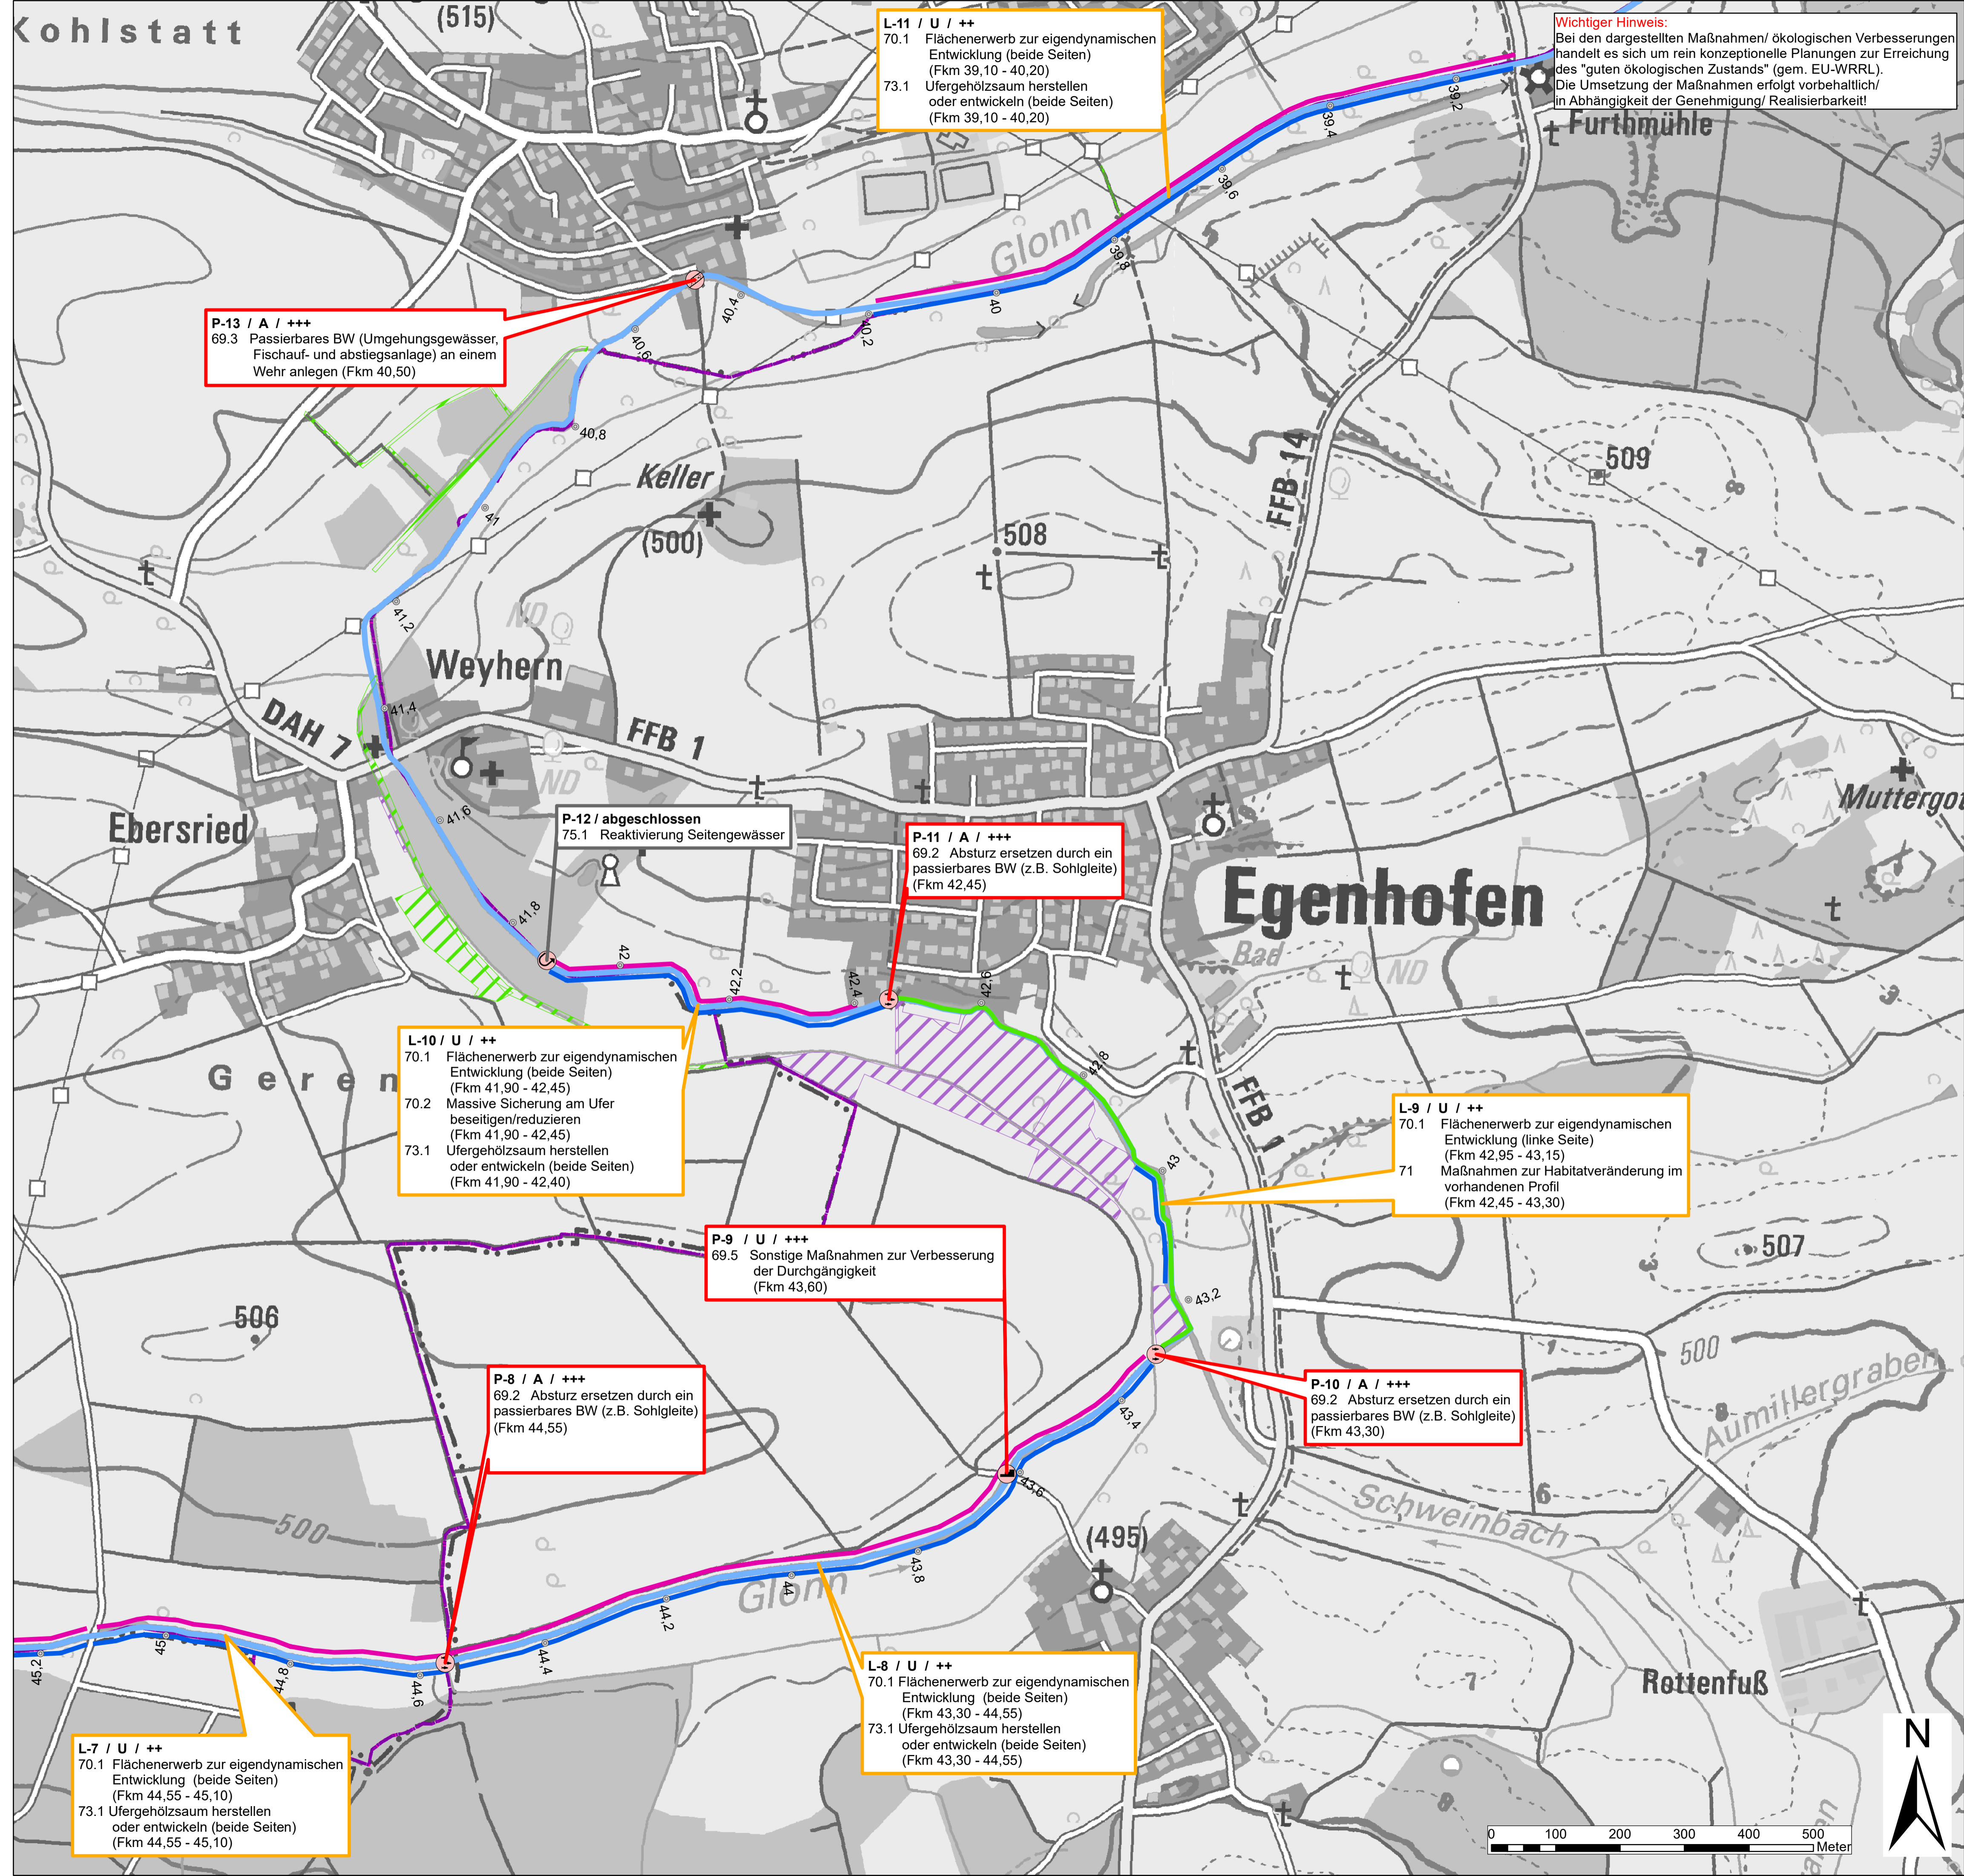 Kohlstatt
(515)
L-11 / U / ++
70.1 Flächenerwerb zur eigendynamischen
Entwicklung (beide Seiten)
(Fkm 39,10 - 40,20)
73.1 Ufergehölzsaum herstellen
oder entwickeln (beide Seiten)
(Fkm 39,10 - 40,20)
Wichtiger Hinweis:
Bei den dargestellten Maßnahmen/ ökologischen Verbesserungen
handelt es sich um rein konzeptionelle Planungen zur Erreichung
des "guten ökologischen Zustands" (gem. EU-WRRL).
Die Umsetzung der Maßnahmen erfolgt vorbehaltlich/
in Abhängigkeit der Genehmigung/ Realisierbarkeit!
Furthmühle
39,2
39,4
39,6
39,8
Glonn
40
40,2
40,4
40,6
P-13 / A / +++
69.3 Passierbares BW (Umgehungsgewässer,
Fischauf- und abstiegsanlage) an einem
Wehr anlegen (Fkm 40,50)
40,8
41
Keller
(500)
508
FFB 14
509
8
7
41,2
ND
Weyhern
41,4
DAH 7
FFB 1
ND
41,6
Ebersried
P-12 / abgeschlossen
75.1 Reaktivierung Seitengewässer
P-11 / A / +++
69.2 Absturz ersetzen durch ein
passierbares BW (z.B. Sohlgleite)
(Fkm 42,45)
Muttergot
Egenhofen
Bad
ND
3
41,8
42
42,2
42,4
42,6
42,8
L-10 / U / ++
70.1 Flächenerwerb zur eigendynamischen
Entwicklung (beide Seiten)
(Fkm 41,90 - 42,45)
70.2 Massive Sicherung am Ufer
beseitigen/reduzieren
(Fkm 41,90 - 42,45)
73.1 Ufergehölzsaum herstellen
oder entwickeln (beide Seiten)
(Fkm 41,90 - 42,40)
Geren
FFB 1
L-9 / U / ++
70.1 Flächenerwerb zur eigendynamischen
Entwicklung (linke Seite)
(Fkm 42,95 - 43,15)
71 Maßnahmen zur Habitatveränderung im
vorhandenen Profil
(Fkm 42,45 - 43,30)
43
43,2
P-9 / U / +++
69.5 Sonstige Maßnahmen zur Verbesserung
der Durchgängigkeit
(Fkm 43,60)
507
3
506
1
500
Aumillergraben
8
P-8 / A / +++
69.2 Absturz ersetzen durch ein
passierbares BW (z.B. Sohlgleite)
(Fkm 44,55)
P-10 / A / +++
69.2 Absturz ersetzen durch ein
passierbares BW (z.B. Sohlgleite)
(Fkm 43,30)
43,4
43,6
6
Schweinbach
500
(495)
Glonn
43,8
44
44,2
44,4
44,6
44,8
45
45,2
7
Rottenfuß
L-8 / U / ++
70.1 Flächenerwerb zur eigendynamischen
Entwicklung (beide Seiten)
(Fkm 43,30 - 44,55)
73.1 Ufergehölzsaum herstellen
oder entwickeln (beide Seiten)
(Fkm 43,30 - 44,55)
L-7 / U / ++
70.1 Flächenerwerb zur eigendynamischen
Entwicklung (beide Seiten)
(Fkm 44,55 - 45,10)
73.1 Ufergehölzsaum herstellen
oder entwickeln (beide Seiten)
(Fkm 44,55 - 45,10)
8
N
0 100 200 300 400 500
Meter